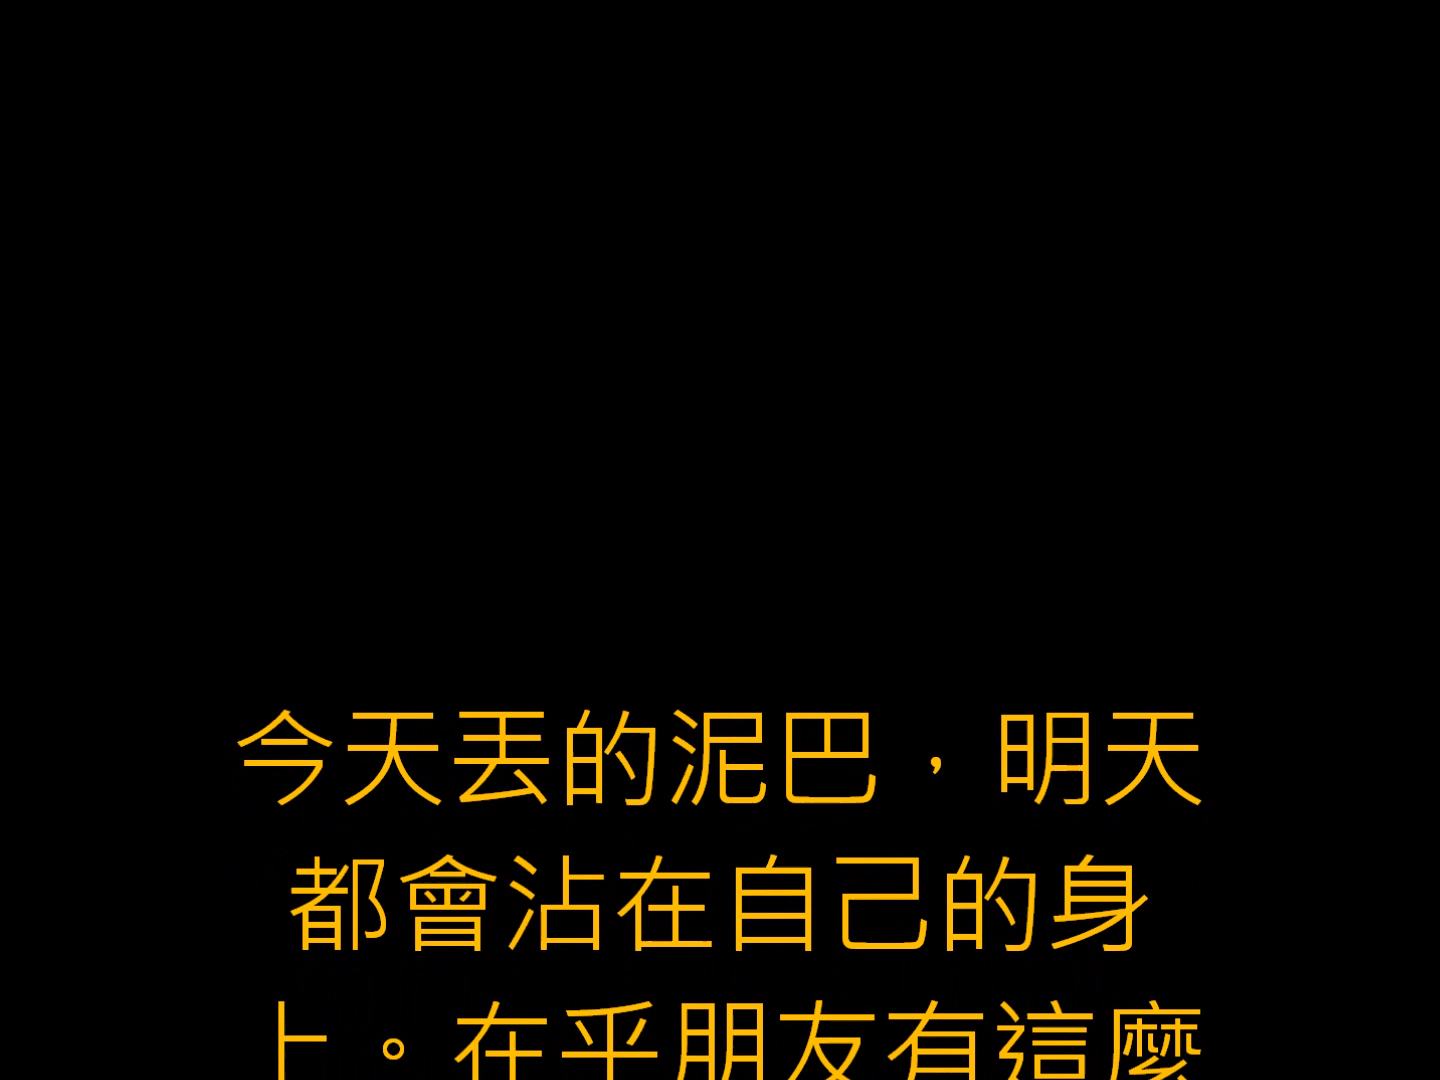 今天丟的泥巴，明天
都會沾在自己的身
上。在乎朋友有這麼